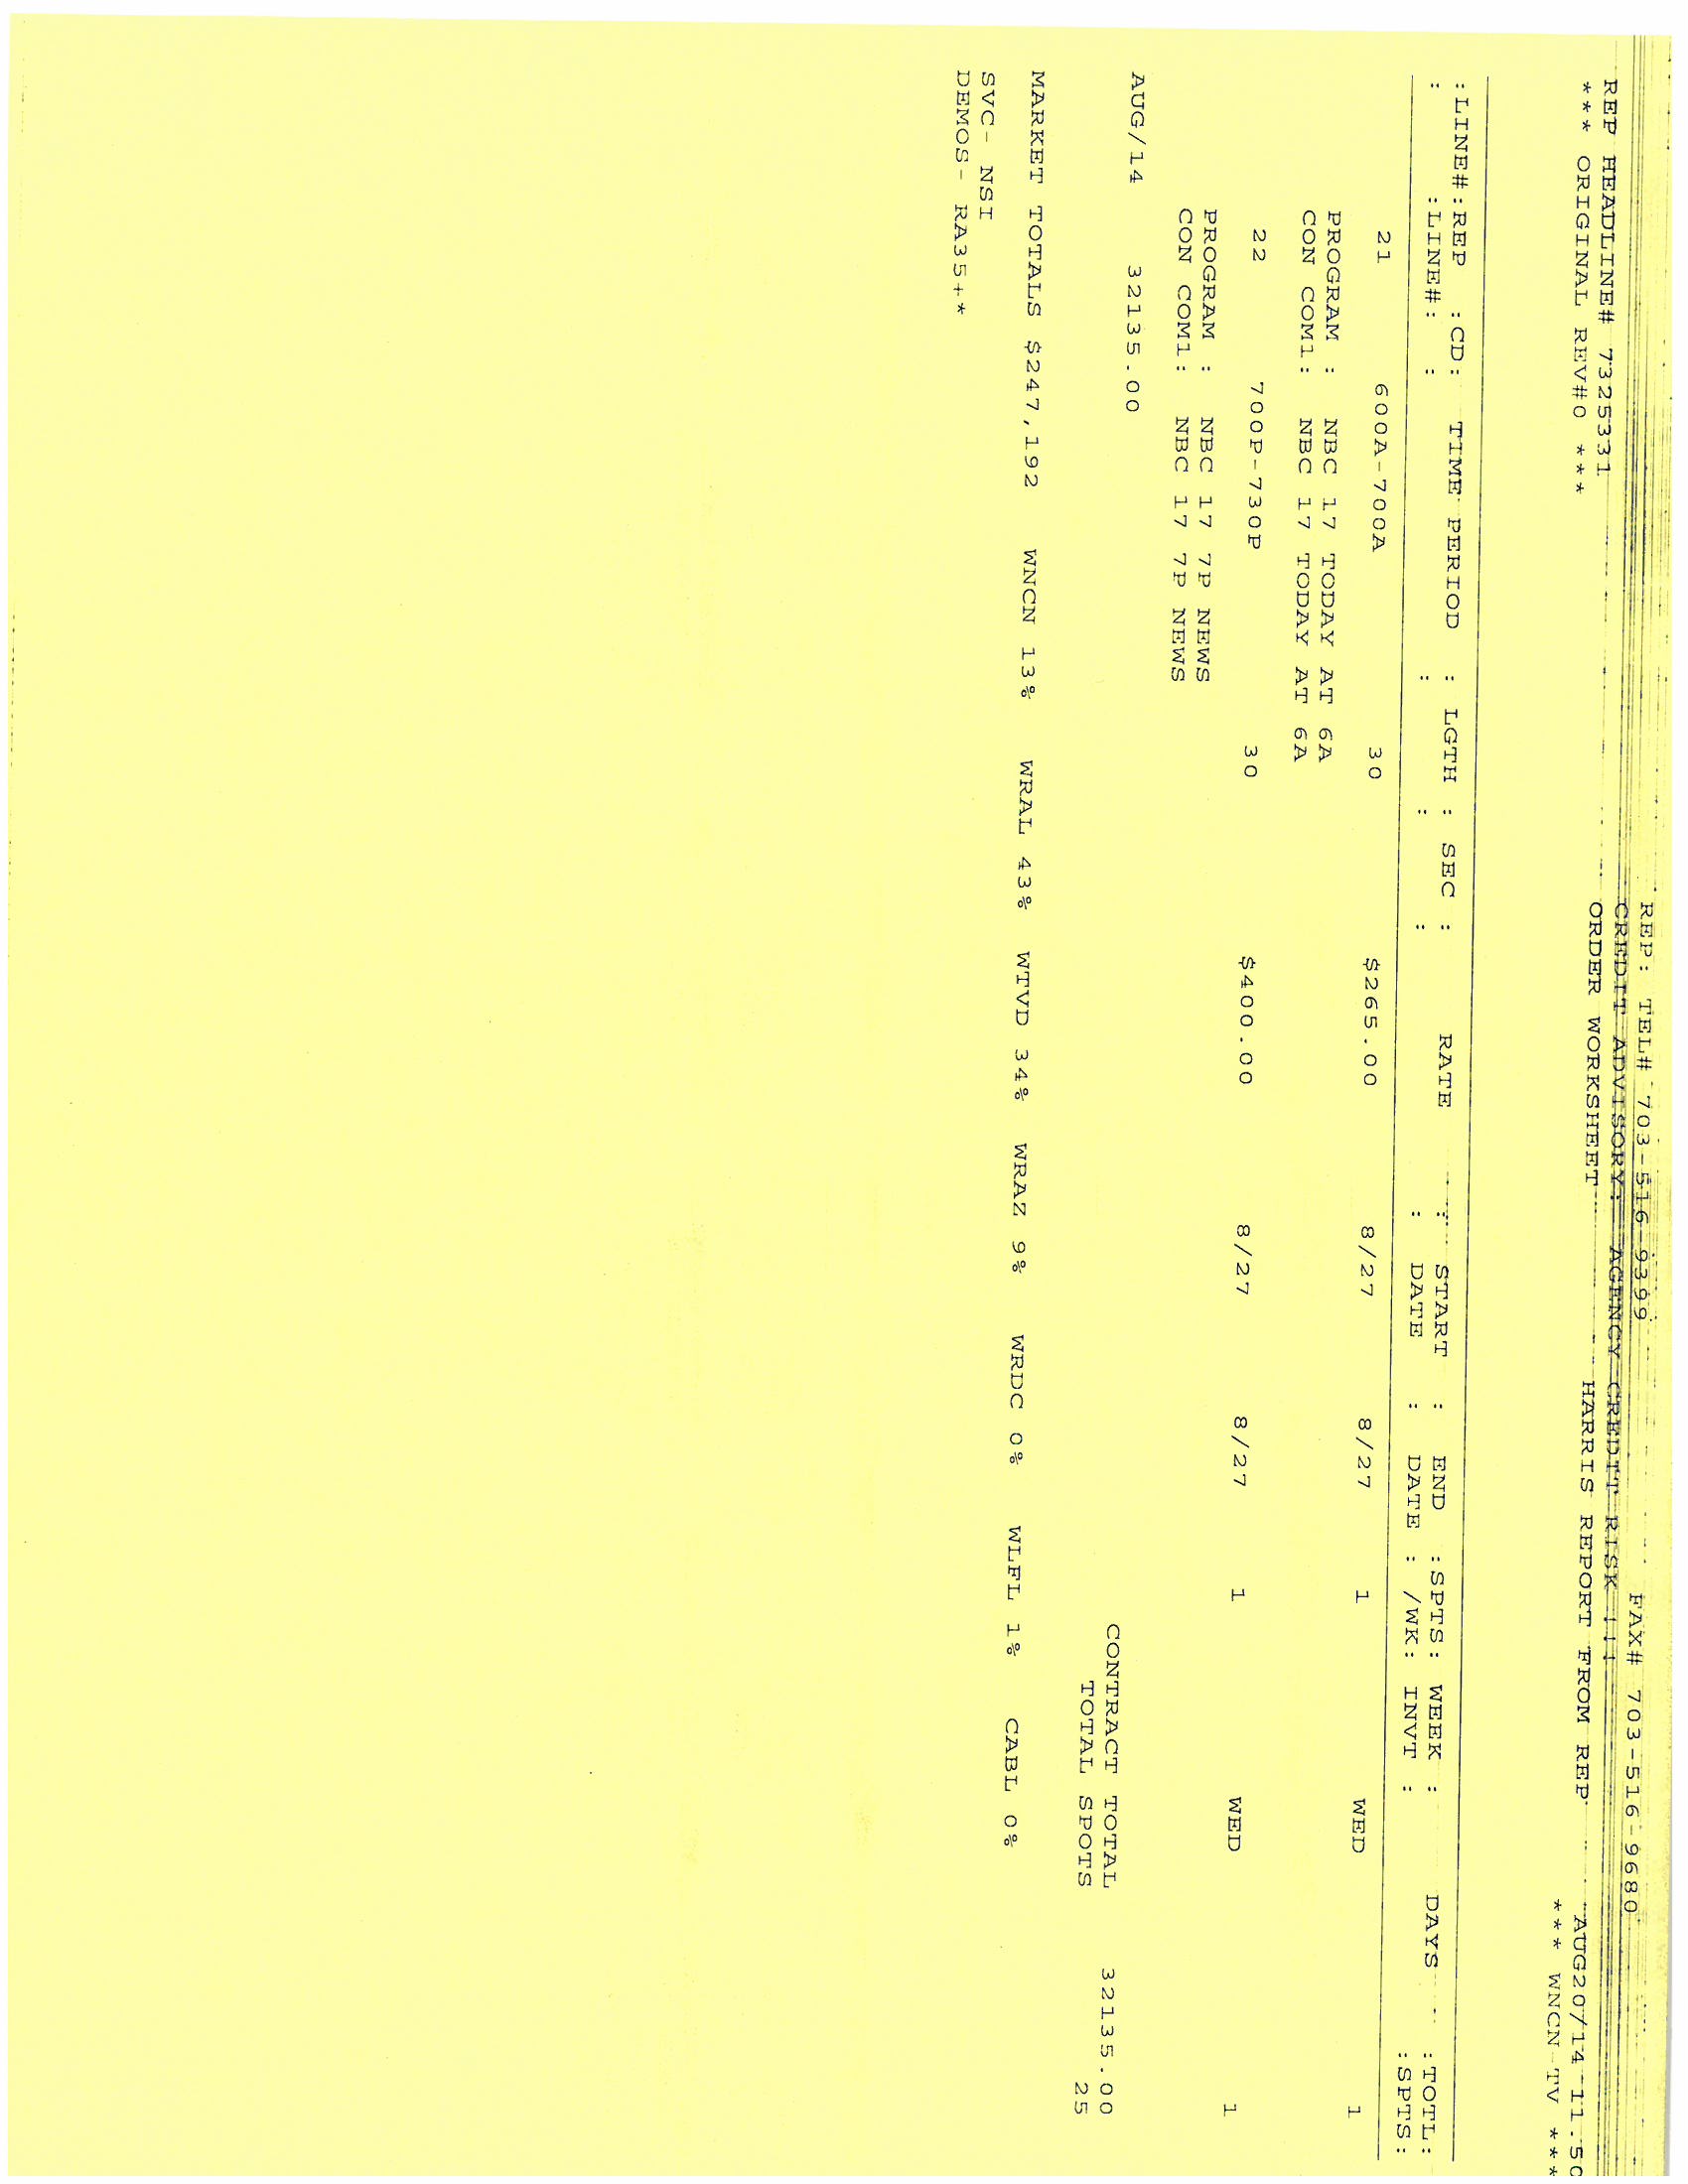 REP: TEL# 703-516-9399 FAX# 703-516-9680
CREDIT ADVISORY: AGENCY CREDIT RISK !!!
REP HEADLINE# 7325331 ORDER WORKSHEET HARRIS REPORT FROM REP AUG20/14 11.50
*** ORIGINAL REV#0 *** *** WNCN-TV ***
:LINE#:REP :CD: TIME PERIOD : LGTH : SEC : RATE : START : END :SPTS: WEEK : DAYS :TOTL:
: :LINE#: : : : : : DATE : DATE : /WK: INVT : :SPTS:
21 600A-700A 30 $265.00 8/27 8/27 1 WED 1
PROGRAM : NBC 17 TODAY AT 6A
CON COM1: NBC 17 TODAY AT 6A
22 700P-730P 30 $400.00 8/27 8/27 1 WED 1
PROGRAM : NBC 17 7P NEWS
CON COM1: NBC 17 7P NEWS
AUG/14 32135.00
CONTRACT TOTAL 32135.00
TOTAL SPOTS 25
MARKET TOTALS $247,192 WNCN 13% WRAL 43% WTVD 34% WRAZ 9% WRDC 0% WLFL 1% CABL 0%
SVC- NSI
DEMOS- RA35+*